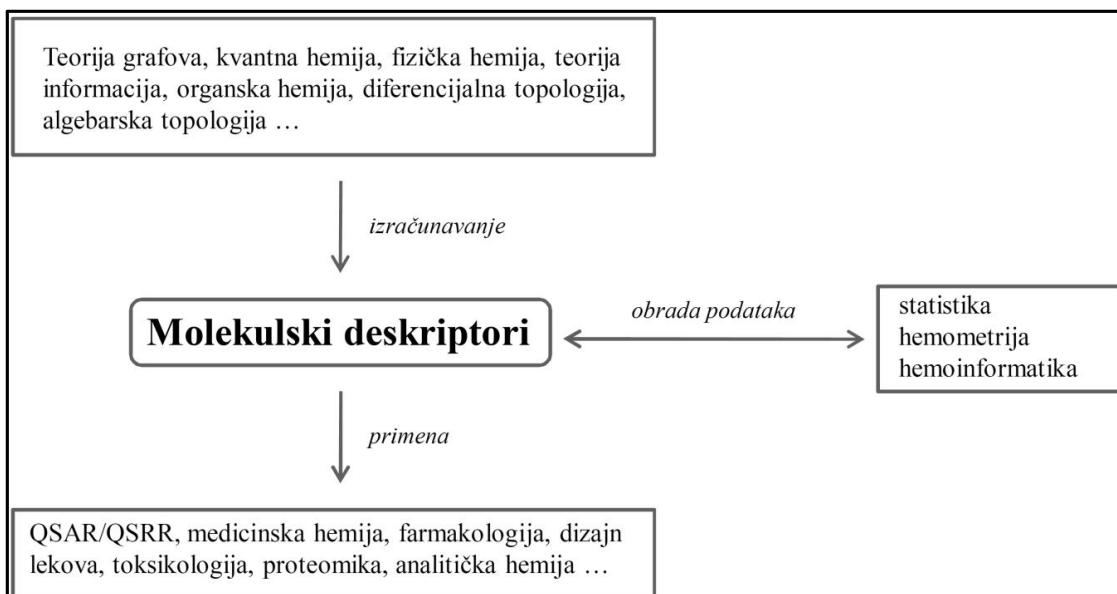 Teorija grafova, kvantna hemija, fizička hemija, teorija
informacija, organska hemija, diferencijalna topologija,
algebarska topologija …
izračunavanje
Molekulski deskriptori
obrada podataka
statistika
hemometrija
hemoinformatika
primena
QSAR/QSRR, medicinska hemija, farmakologija, dizajn
lekova, toksikologija, proteomika, analitička hemija …